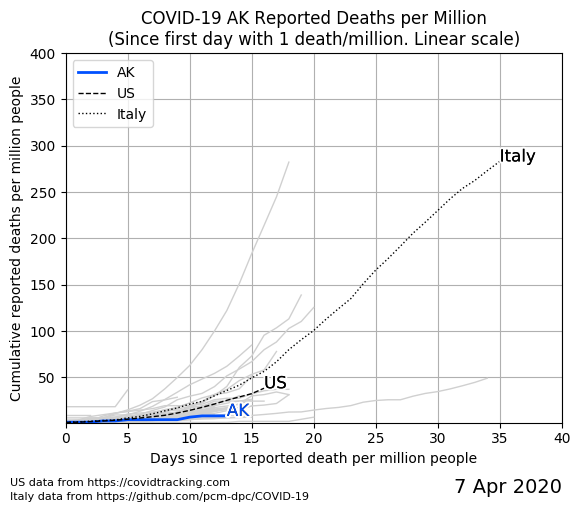 COVID-19 AK Reported Deaths per Million
(Since first day with 1 death/million. Linear scale)
Cumulative reported deaths per million people
400
350
300
250
200
150
100
50
AK
US
Italy
Italy
US
AK
0
5
10
15
20
25
30
35
40
Days since 1 reported death per million people
US data from https://covidtracking.com
Italy data from https://github.com/pcm-dpc/COVID-19
7 Apr 2020